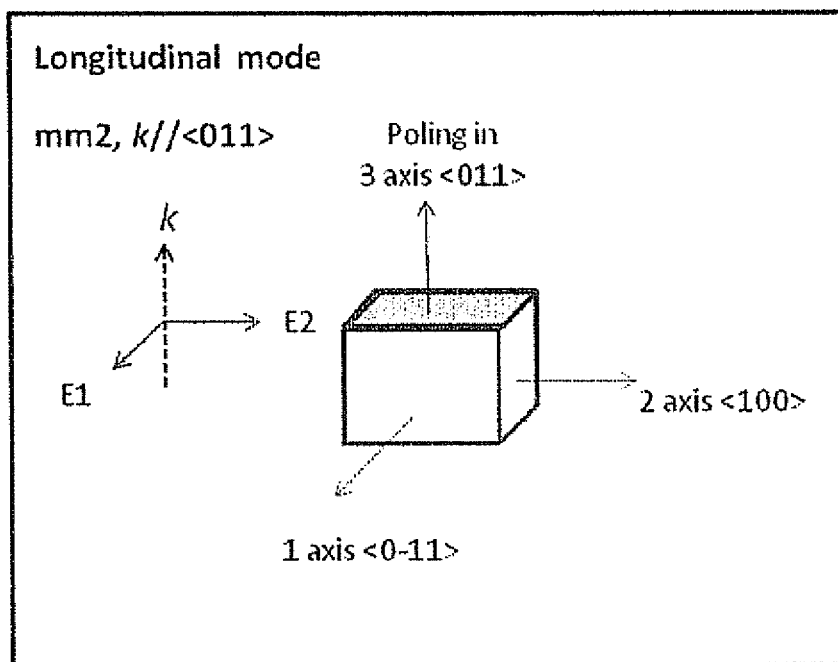 Longitudinal mode
mm2, k//<011>
Poling in
3 axis <011>
k
E2
E1
2 axis <100>
1 axis <0-11>